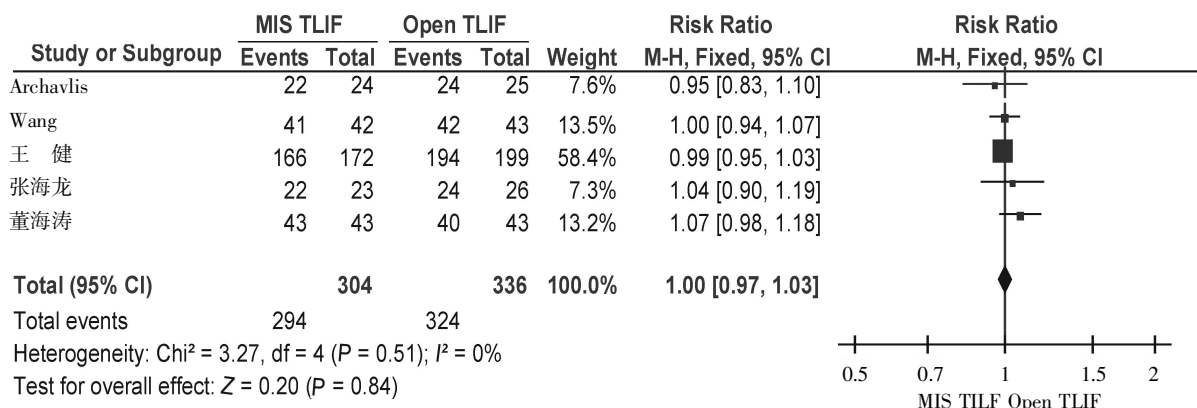 MIS TLIF Open TLIF Risk Ratio Risk Ratio
Study or Subgroup Events Total Events Total Weight M-H, Fixed, 95% CI M-H, Fixed, 95% CI
Archavlis 22 24 24 25 7.6% 0.95 [0.83, 1.10]
Wang 41 42 42 43 13.5% 1.00 [0.94, 1.07]
王 健 166 172 194 199 58.4% 0.99 [0.95, 1.03]
张海龙 22 23 24 26 7.3% 1.04 [0.90, 1.19]
董海涛 43 43 40 43 13.2% 1.07 [0.98, 1.18]
Total (95% CI) 304 336 100.0% 1.00 [0.97, 1.03]
Total events 294 324
Heterogeneity: Chi² = 3.27, df = 4 (P = 0.51); I² = 0%
Test for overall effect: Z = 0.20 (P = 0.84)
0.5 0.7 1 1.5 2
MIS TILF Open TLIF